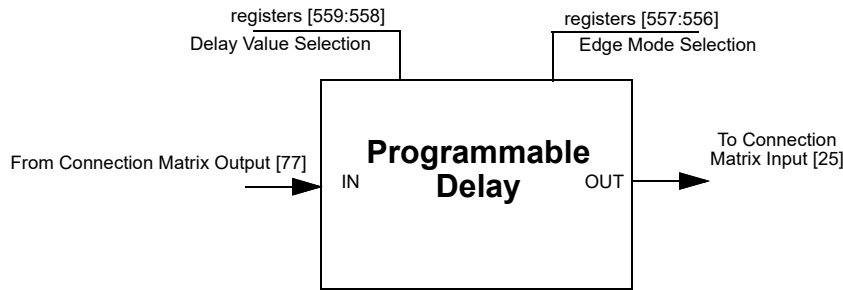 registers [559:558]
Delay Value Selection
registers [557:556]
Edge Mode Selection
From Connection Matrix Output [77]
IN
Programmable
Delay
OUT
To Connection
Matrix Input [25]